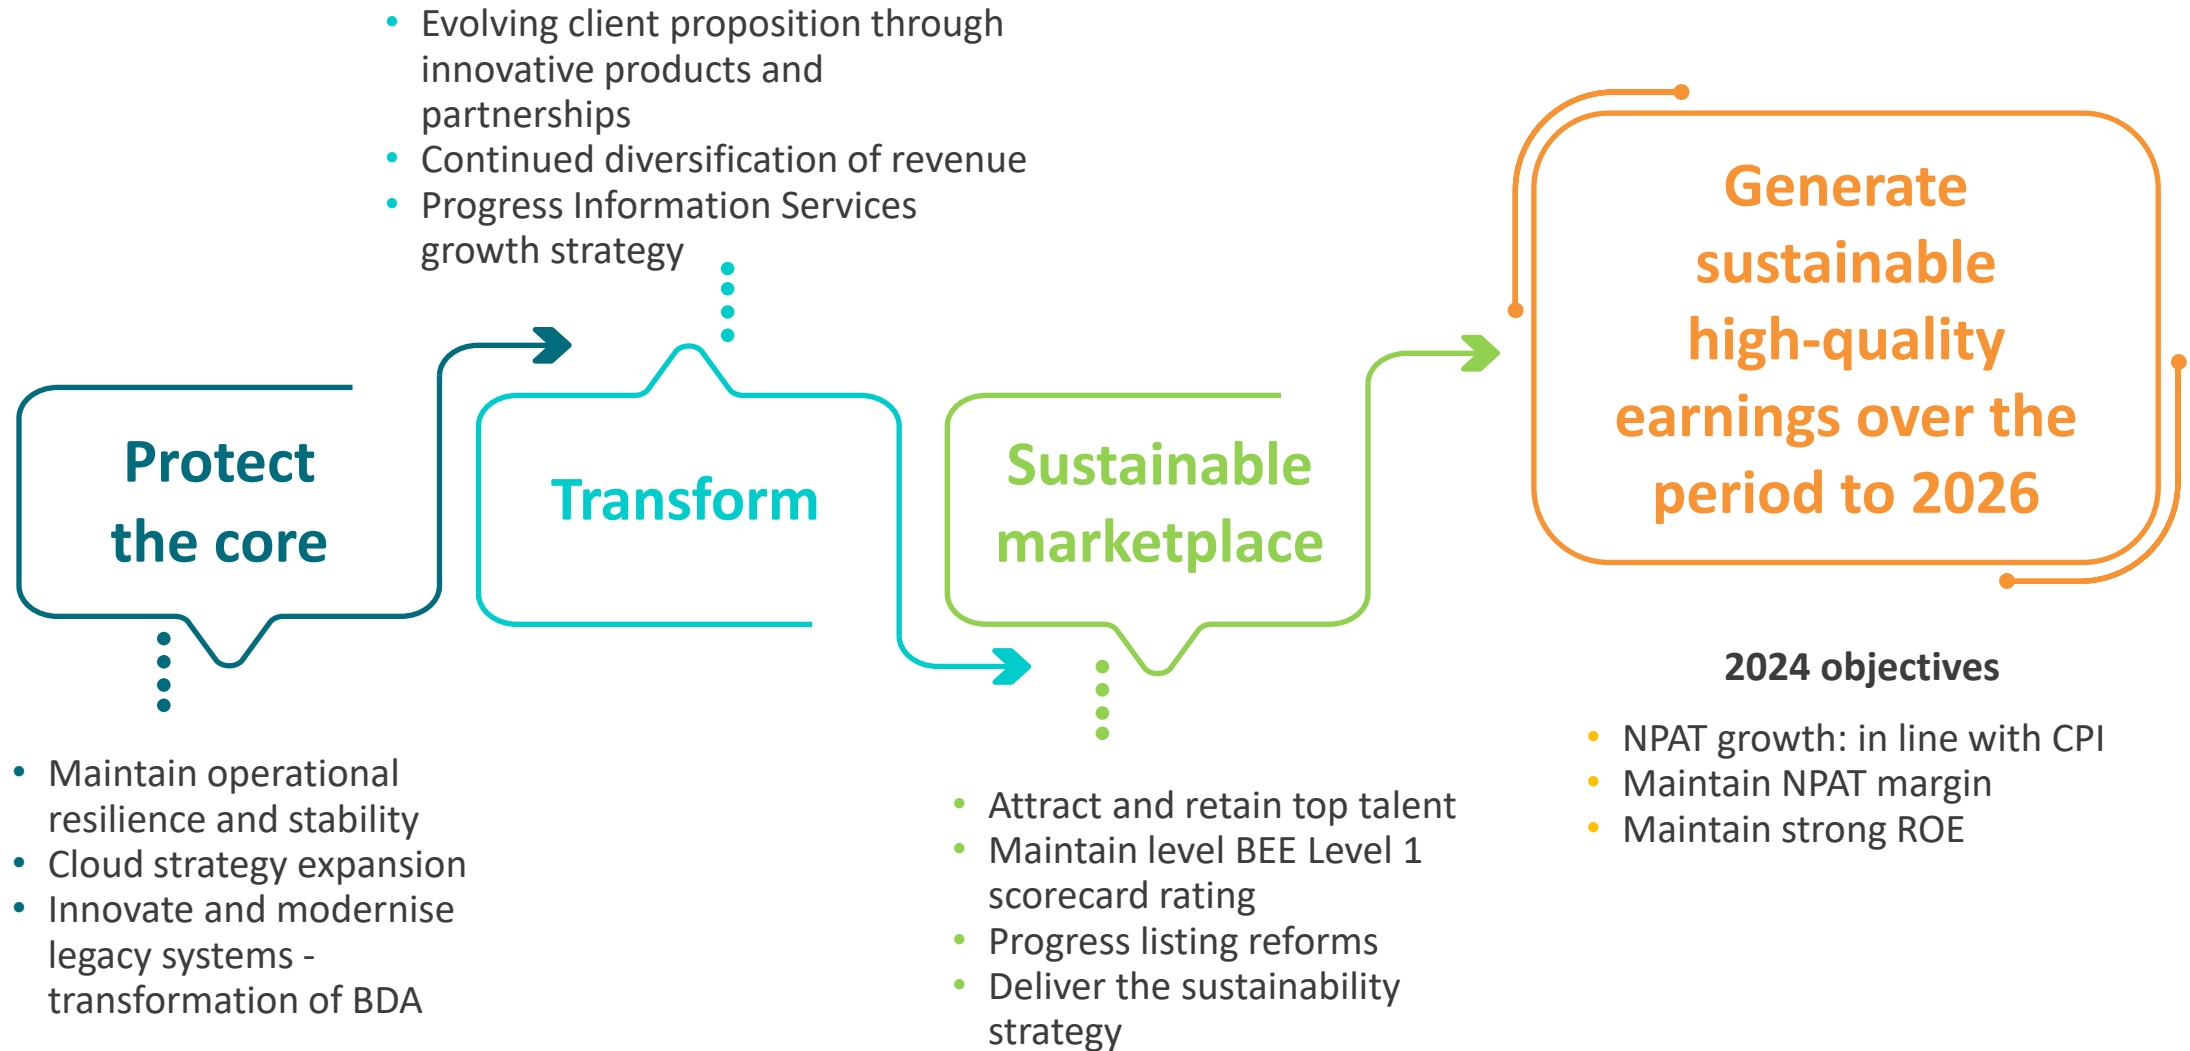 • Evolving client proposition through
innovative products and
partnerships
• Continued diversification of revenue
• Progress Information Services
growth strategy
Protect
the core
• Maintain operational
resilience and stability
• Cloud strategy expansion
• Innovate and modernise
legacy systems -
transformation of BDA
Transform
Sustainable
marketplace
• Attract and retain top talent
• Maintain level BEE Level 1
scorecard rating
• Progress listing reforms
• Deliver the sustainability
strategy
Generate
sustainable
high-quality
earnings over the
period to 2026
2024 objectives
• NPAT growth: in line with CPI
• Maintain NPAT margin
• Maintain strong ROE